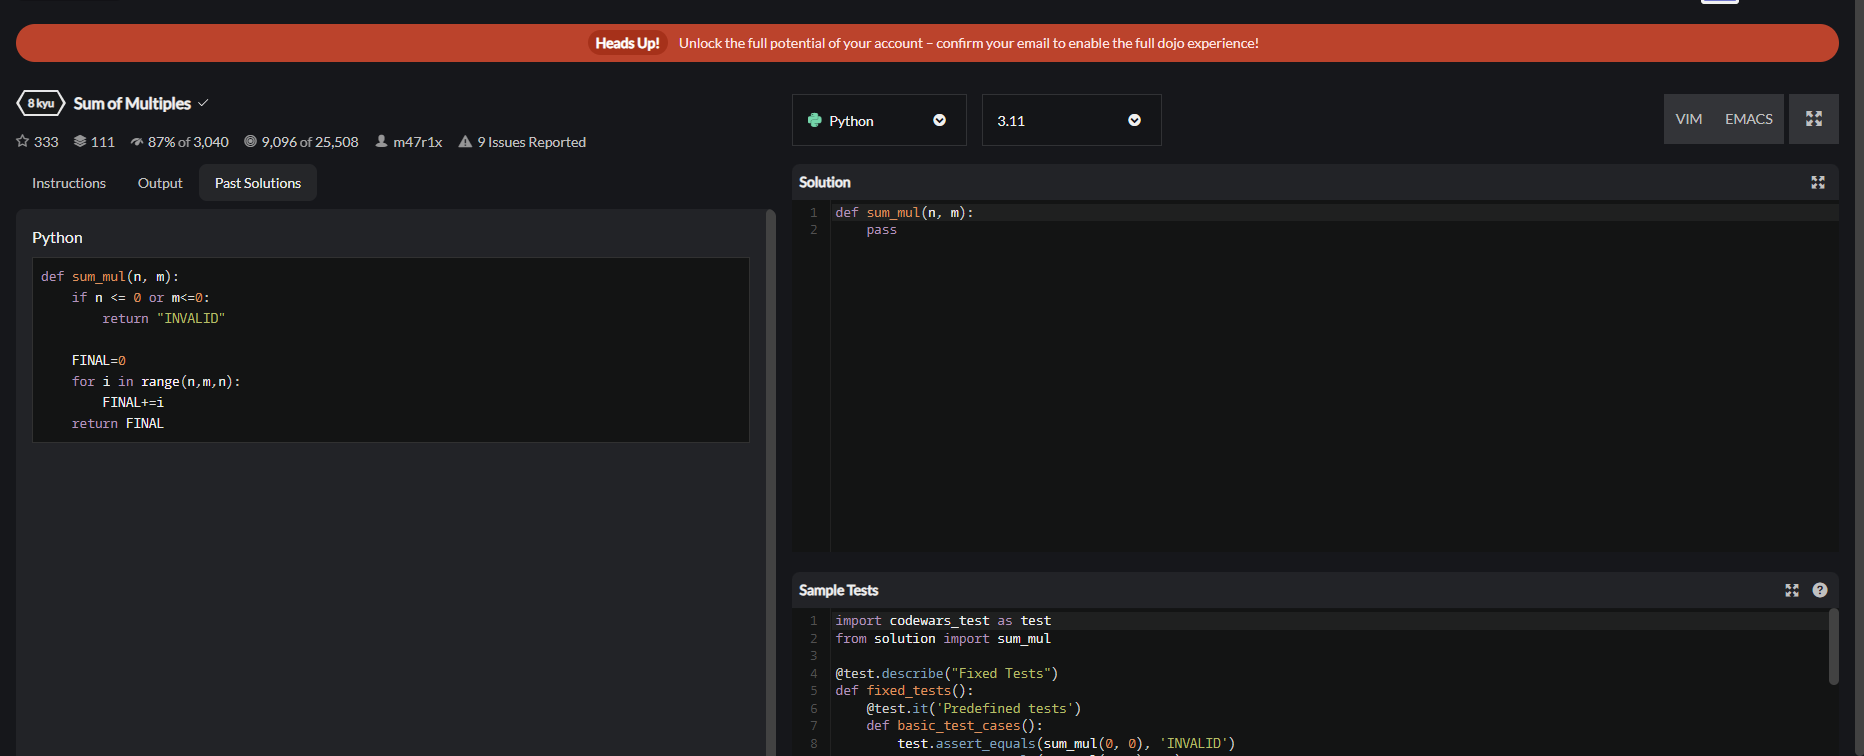 Heads Up! Unlock the full potential of your account – confirm your email to enable the full dojo experience!
8 kyu Sum of Multiples
333 111 87% of 3,040 9,096 of 25,508 m47r1x 9 Issues Reported
Instructions Output Past Solutions
Python
def sum_mul(n, m):
    if n <= 0 or m<=0:
        return "INVALID"
    FINAL=0
    for i in range(n,m,n):
        FINAL+=i
    return FINAL
Python 3.11 VIM EMACS
Solution
1 def sum_mul(n, m):
2     pass
Sample Tests
?
1 import codewars_test as test
2 from solution import sum_mul
3
4 @test.describe("Fixed Tests")
5 def fixed_tests():
6     @test.it('Predefined tests')
7     def basic_test_cases():
8         test.assert_equals(sum_mul(0, 0), 'INVALID')